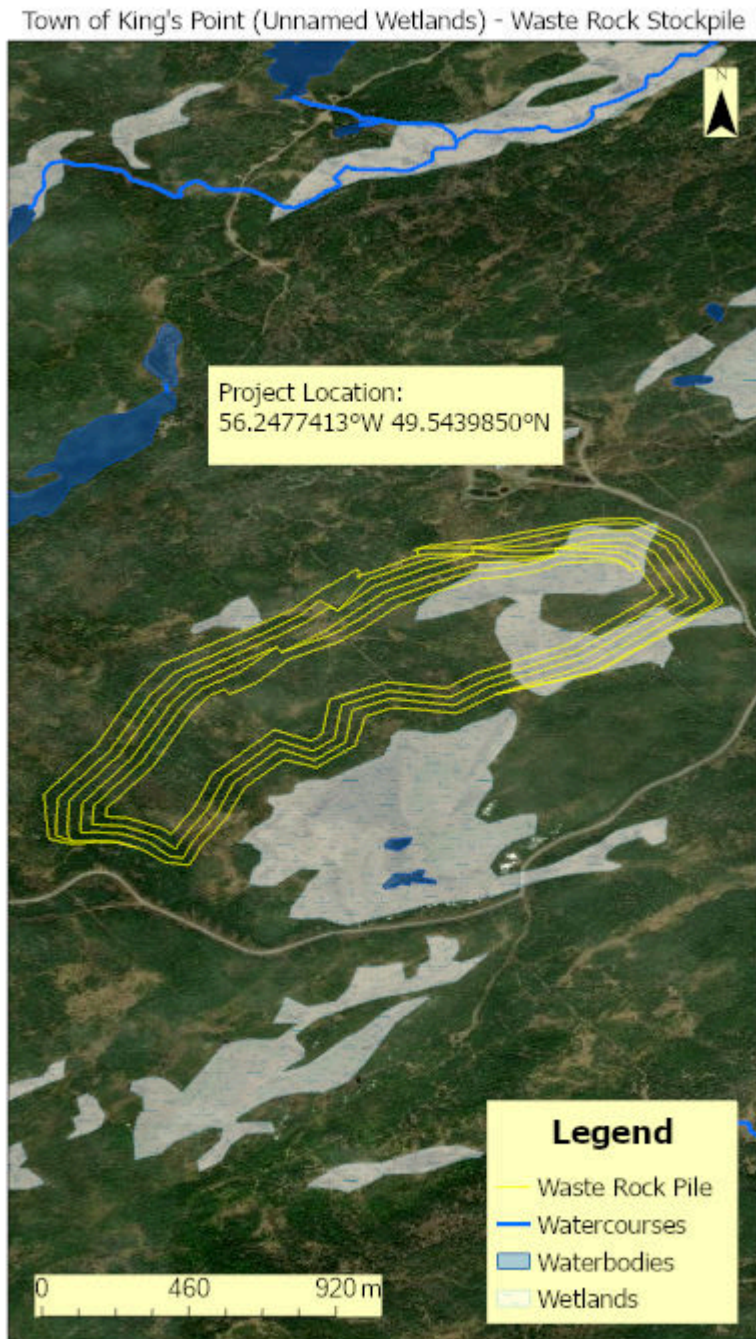 Town of King's Point (Unnamed Wetlands) - Waste Rock Stockpile
N
Project Location:
56.2477413°W 49.5439850°N
Legend
Waste Rock Pile
Watercourses
Waterbodies
Wetlands
0 460 920 m